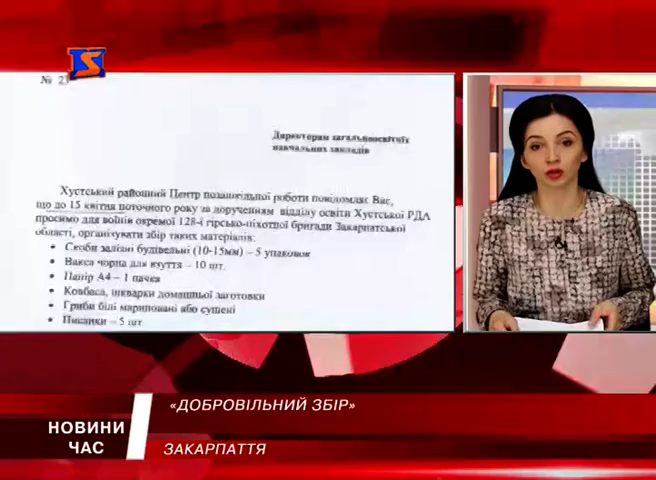 № 23
Директорам загальноосвітніх
навчальних закладів
Хустський районний Центр позашкільної роботи повідомляє Вас,
що до 15 квітня поточного року за дорученням відділу освіти Хустської РДА
просимо для воїнів окремої 128-ї гірсько-піхотної бригади Закарпатської
області, організувати збір таких матеріалів:
• Скоби залізні будівельні (10-15мм) – 5 упаковок
• Вакса чорна для взуття – 10 шт.
• Папір А4 – 1 пачка
• Ковбаса, шкварки домашньої заготовки
• Гриби білі мариновані або сушені
• Писанки – 5 шт
«ДОБРОВІЛЬНИЙ ЗБІР»
НОВИНИ
ЧАС
ЗАКАРПАТТЯ